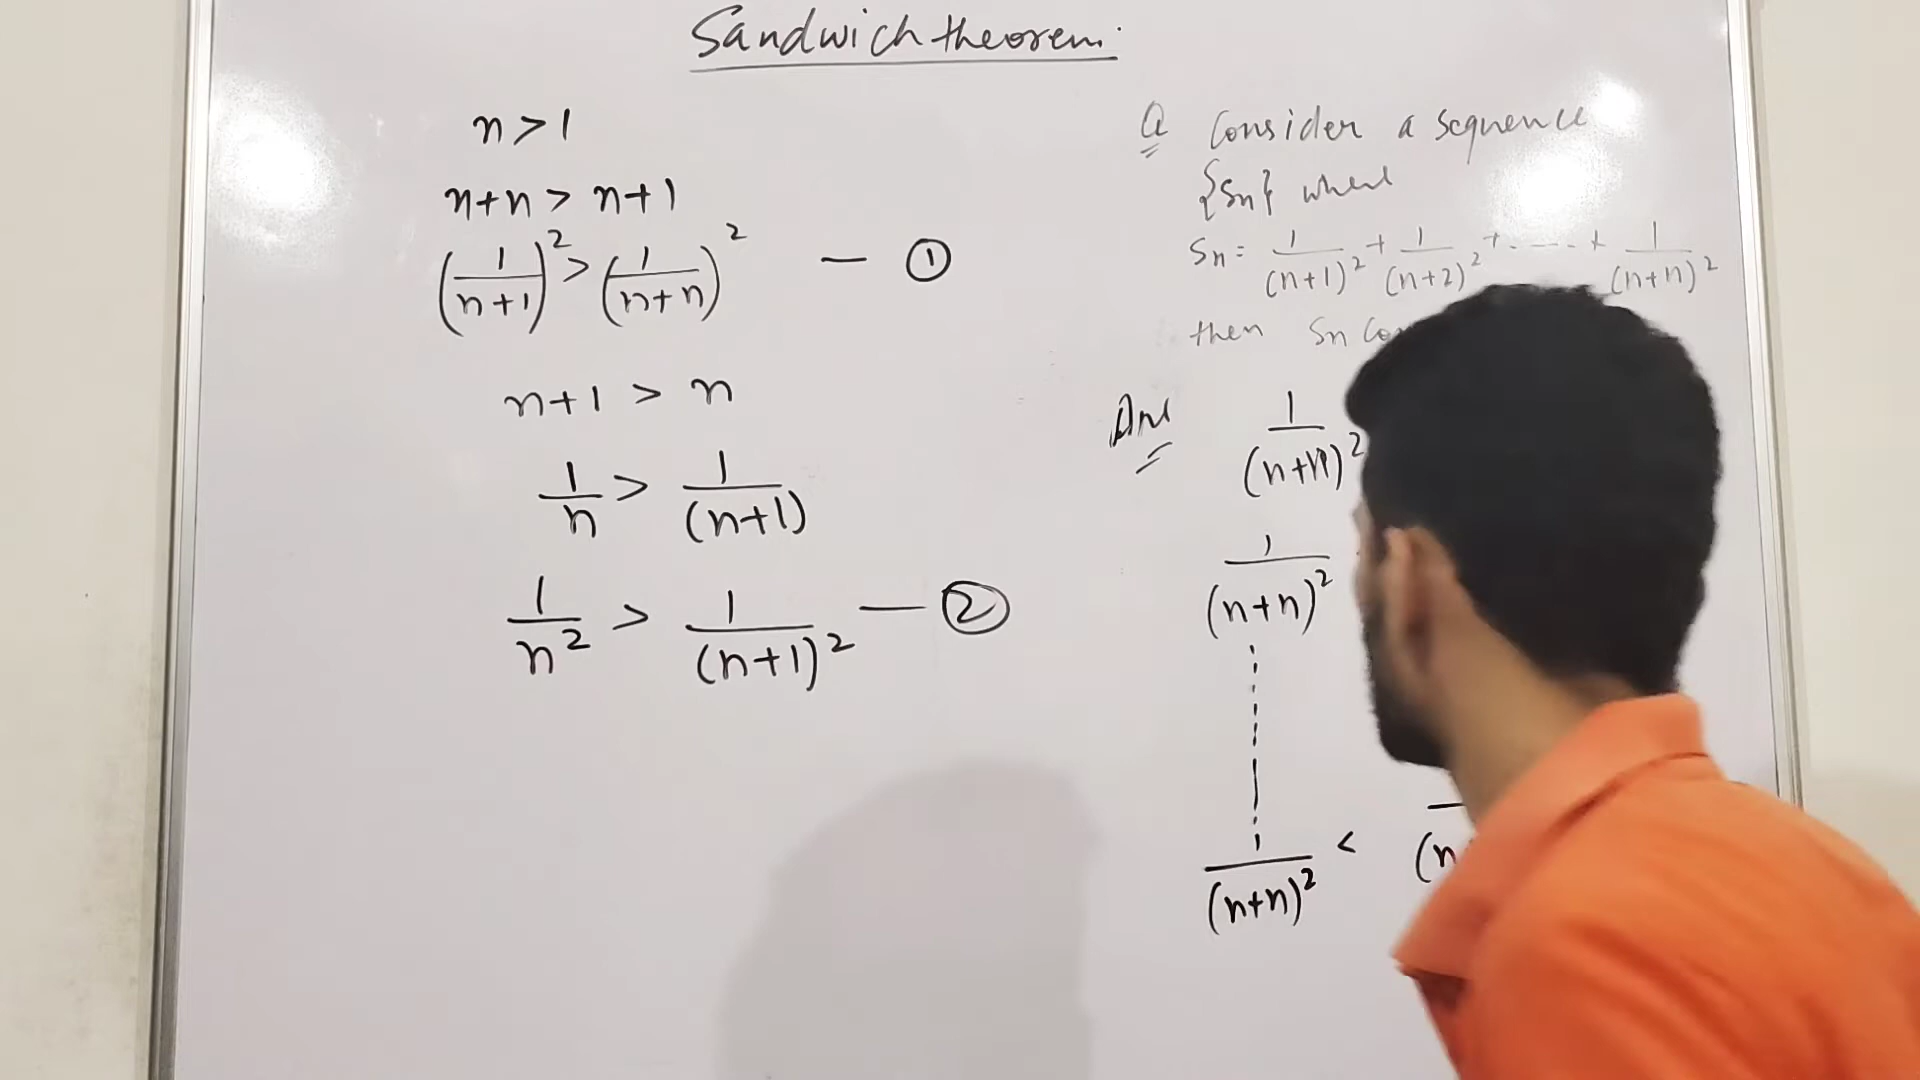 Sandwich theorem.
n > 1
n+n > n+1
(1/(n+1))² > (1/(n+n))² — ①
n+1 > n
1/n > 1/(n+1)
1/n² > 1/(n+1)² — ②
Q Consider a sequence
{Sn} where
Sn = 1/(n+1)² + 1/(n+2)² + ---- + 1/(n+n)²
then Sn
Ans 1/(n+n)²
1/(n+n)²
1/(n+n)² < (n